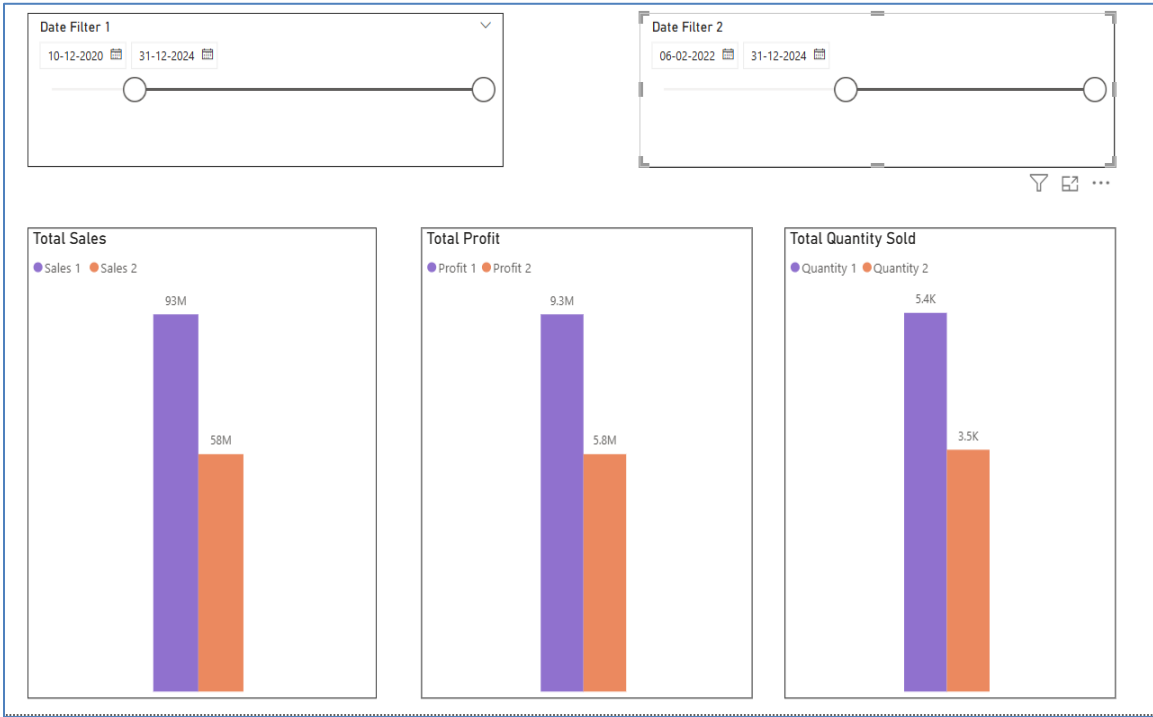 Date Filter 1
10-12-2020 31-12-2024
Date Filter 2
06-02-2022 31-12-2024
Total Sales
Sales 1 Sales 2
93M
58M
Total Profit
Profit 1 Profit 2
9.3M
5.8M
Total Quantity Sold
Quantity 1 Quantity 2
5.4K
3.5K